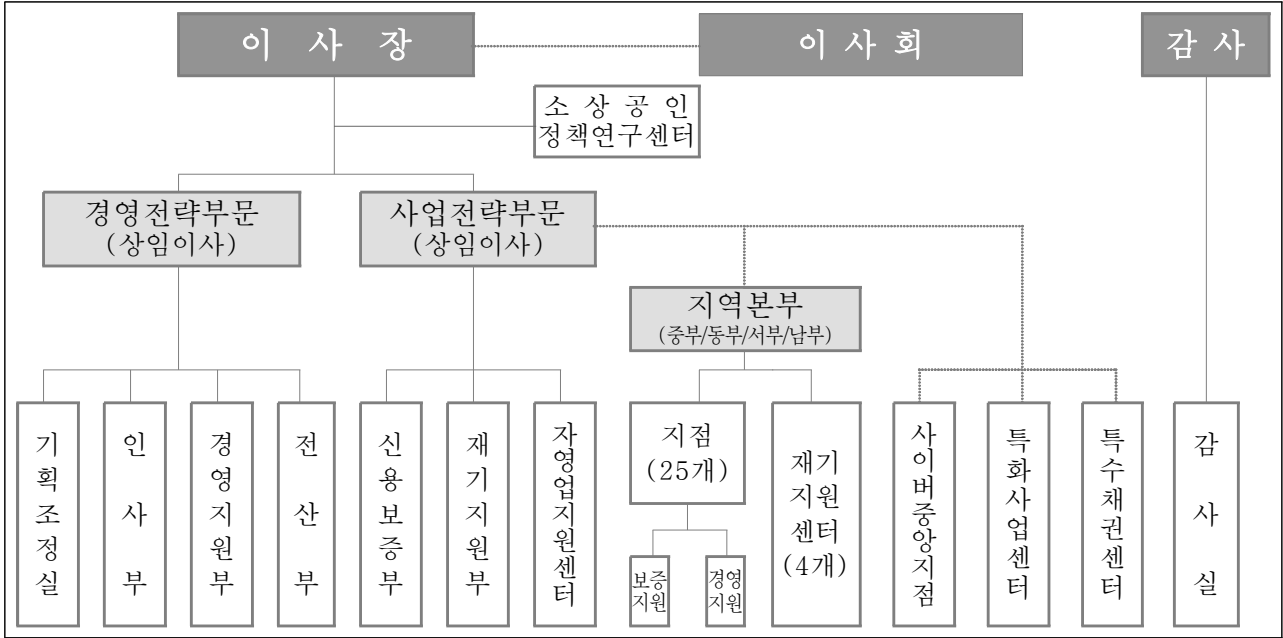 이 사 장
이 사 회
감 사
소 상 공 인
정책연구센터
경영전략부문
(상임이사)
사업전략부문
(상임이사)
지역본부
(중부/동부/서부/남부)
기획조정실
인사부
경영지원부
전산부
신용보증부
재기지원부
자영업지원센터
지점
(25개)
보증
지원
경영
지원
재기
지원
센터
(4개)
사이버중앙지점
특화사업센터
특수채권센터
감사실